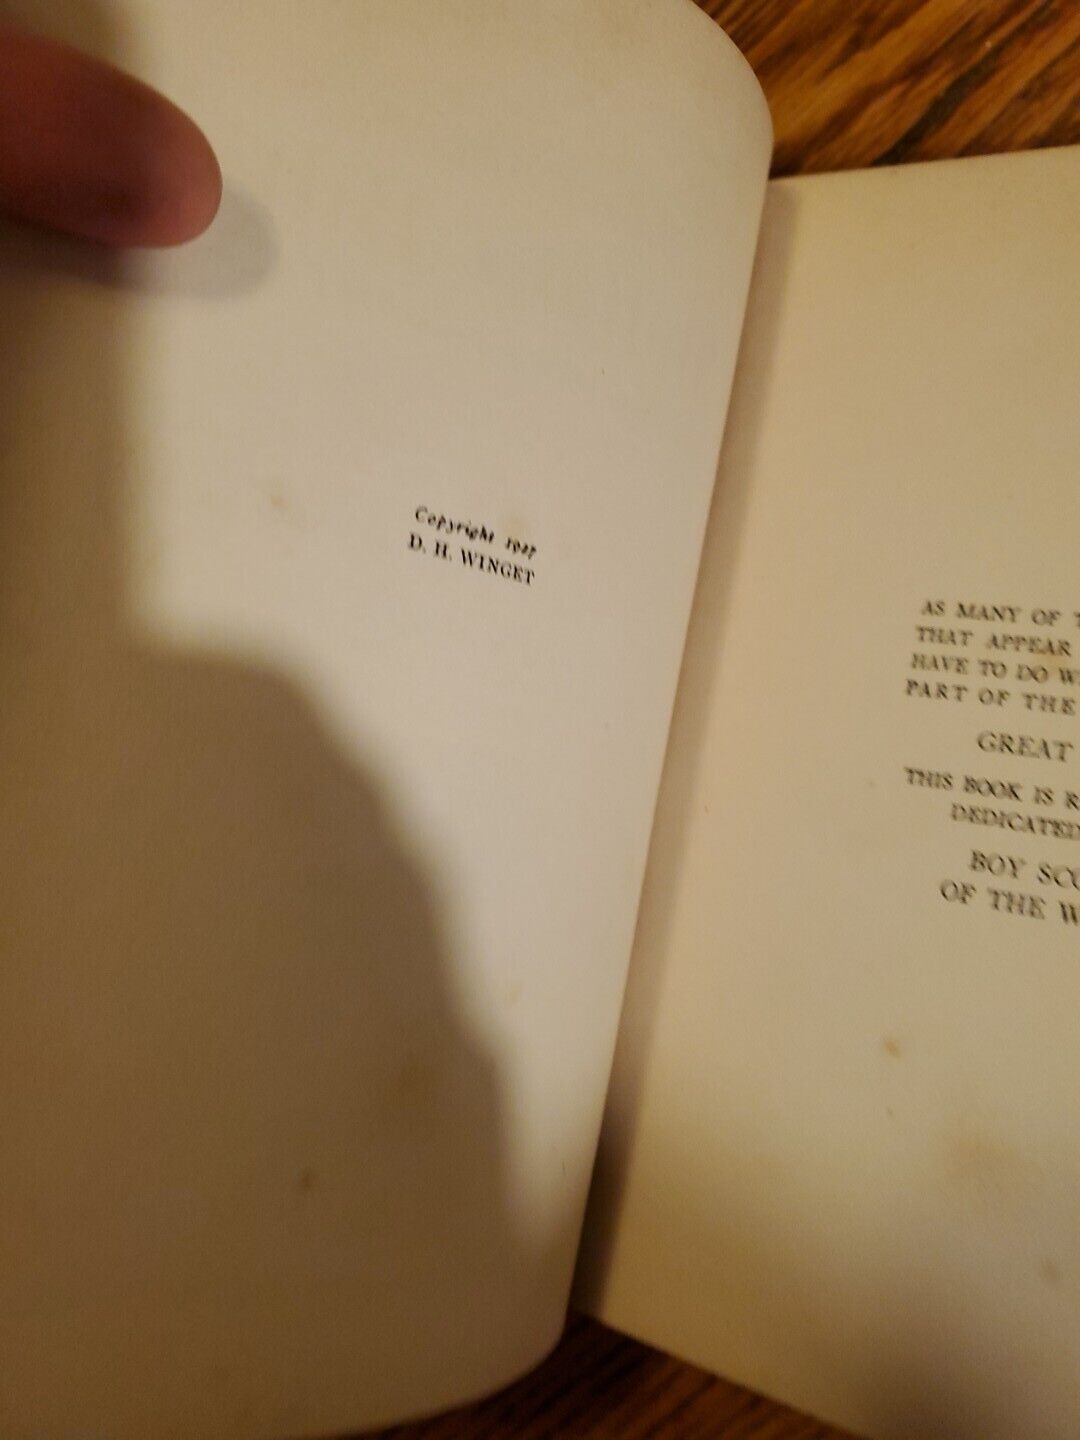 Copyright 1927
D. H. WINGET
AS MANY OF
THAT APPEAR
HAVE TO DO
PART OF THE
GREAT
THIS BOOK IS
DEDICATED
BOY
OF THE